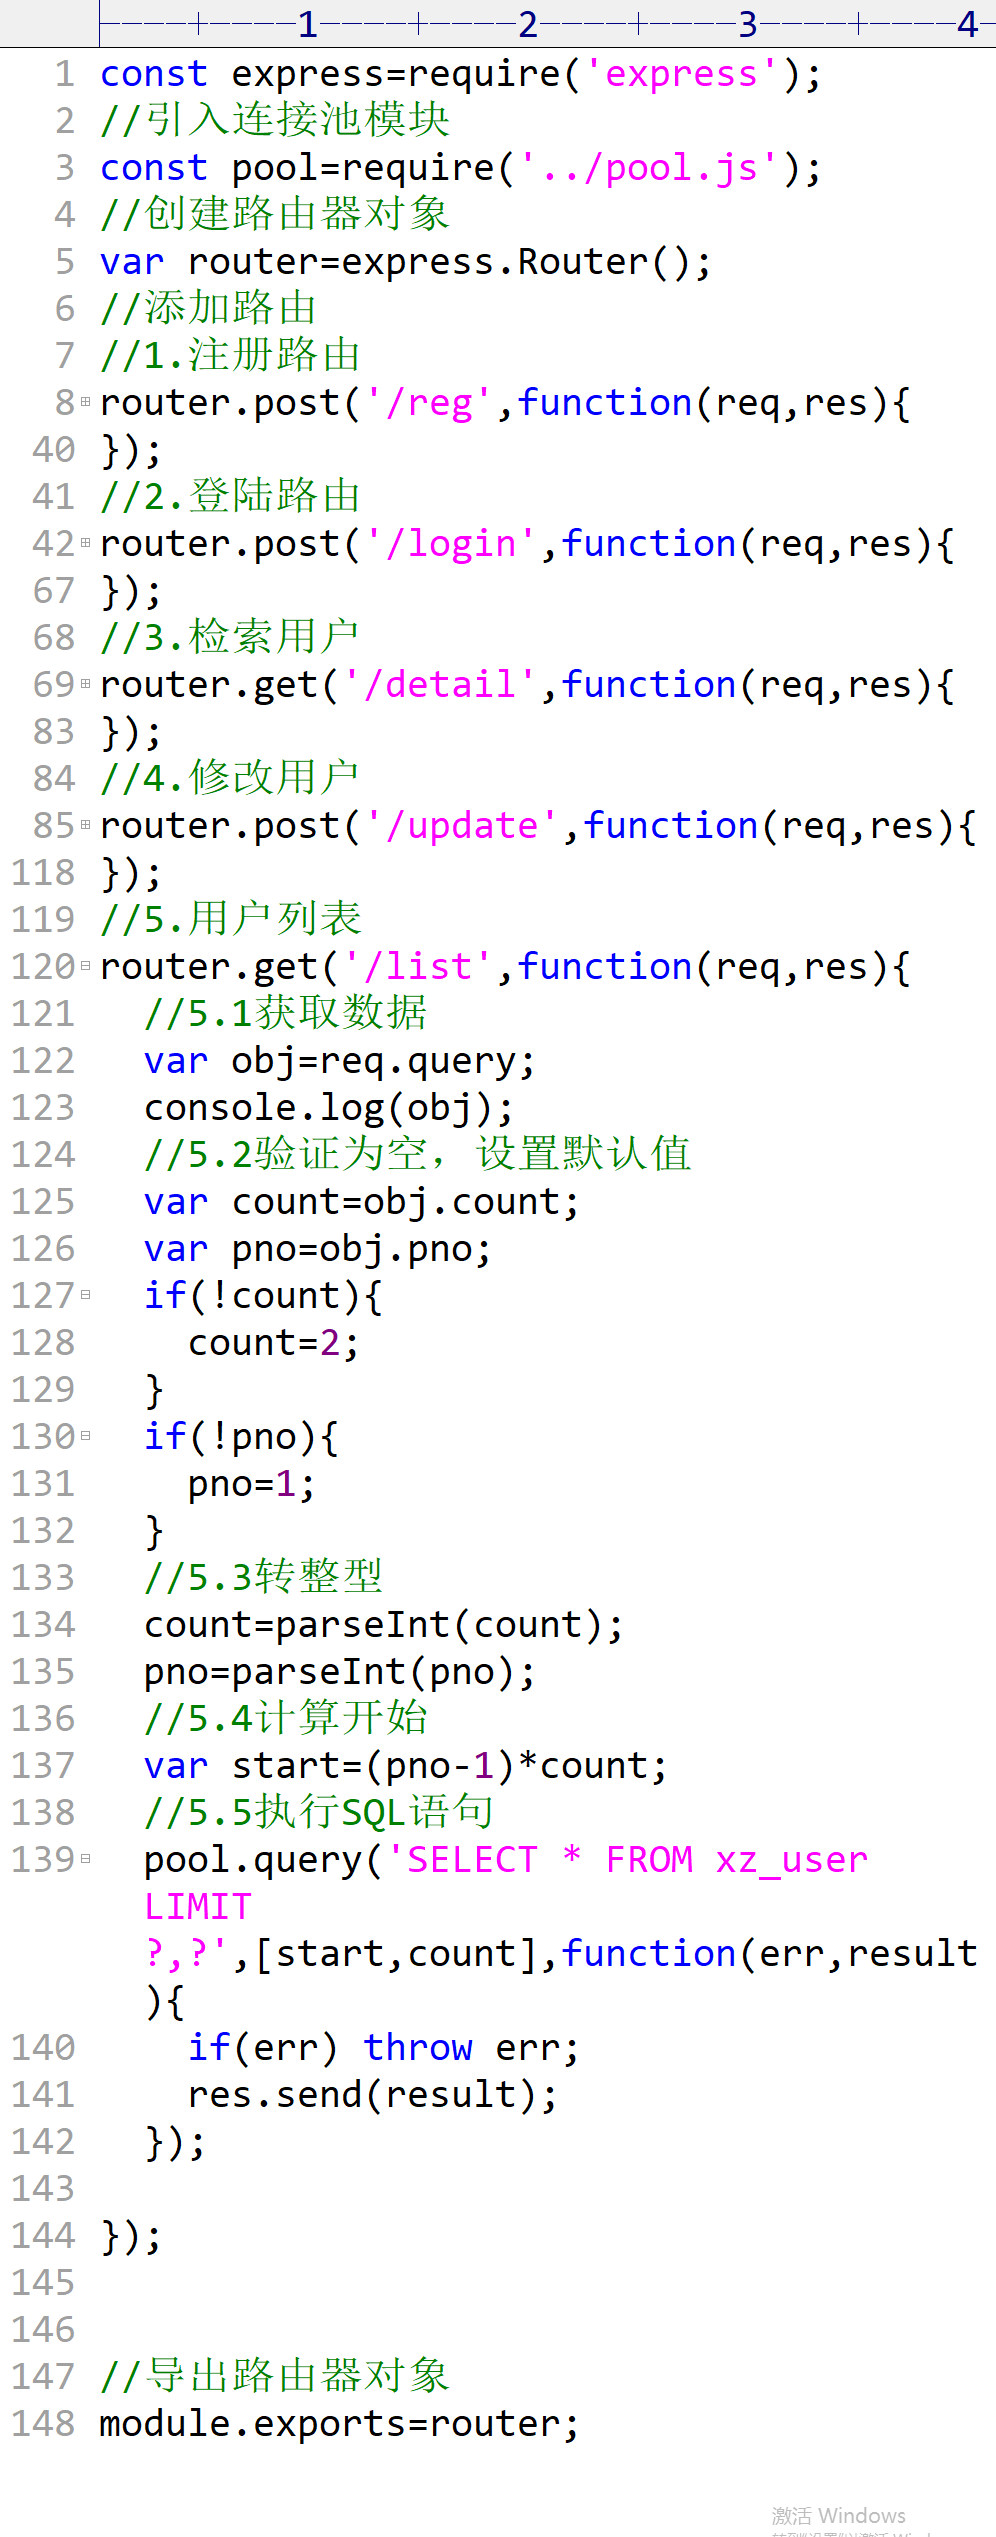 1 2 3 4
1 const express=require('express');
2 //引入连接池模块
3 const pool=require('../pool.js');
4 //创建路由器对象
5 var router=express.Router();
6 //添加路由
7 //1.注册路由
8 router.post('/reg',function(req,res){
40 });
41 //2.登陆路由
42 router.post('/login',function(req,res){
67 });
68 //3.检索用户
69 router.get('/detail',function(req,res){
83 });
84 //4.修改用户
85 router.post('/update',function(req,res){
118 });
119 //5.用户列表
120 router.get('/list',function(req,res){
121 //5.1获取数据
122 var obj=req.query;
123 console.log(obj);
124 //5.2验证为空，设置默认值
125 var count=obj.count;
126 var pno=obj.pno;
127 if(!count){
128 count=2;
129 }
130 if(!pno){
131 pno=1;
132 }
133 //5.3转整型
134 count=parseInt(count);
135 pno=parseInt(pno);
136 //5.4计算开始
137 var start=(pno-1)*count;
138 //5.5执行SQL语句
139 pool.query('SELECT * FROM xz_user
LIMIT
?,?',[start,count],function(err,result
){
140 if(err) throw err;
141 res.send(result);
142 });
143
144 });
145
146
147 //导出路由器对象
148 module.exports=router;
激活 Windows